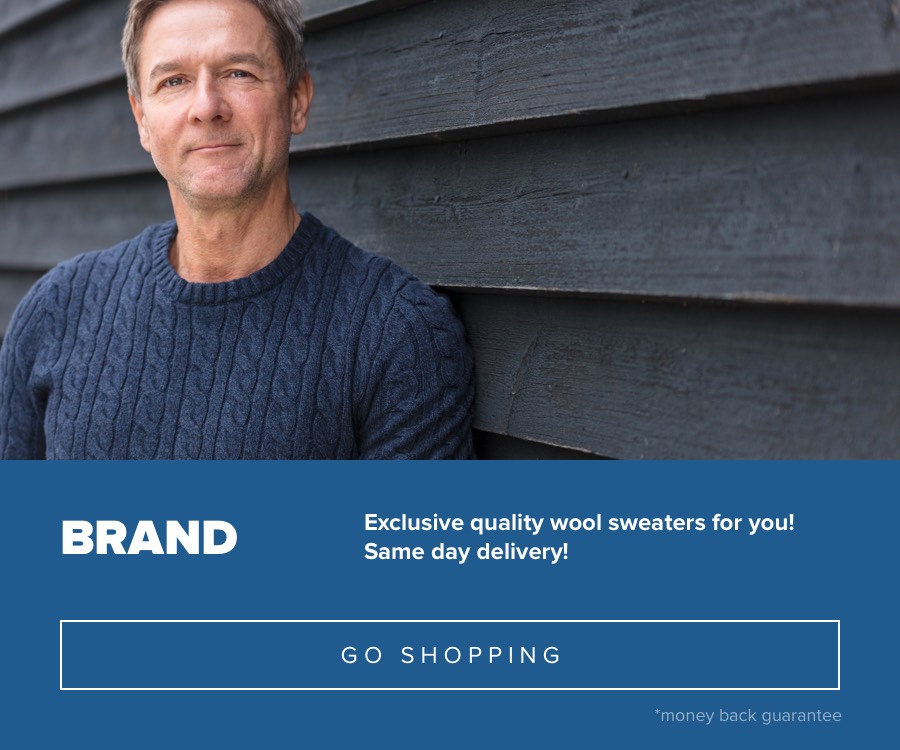 BRAND
Exclusive quality wool sweaters for you!
Same day delivery!
GO SHOPPING
*money back guarantee